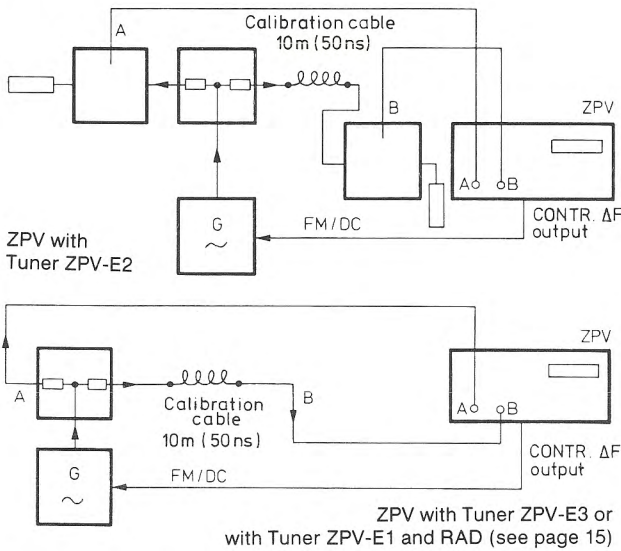 A
Calibration cable
10m (50ns)
B
ZPV
A
B
G
~
FM/DC
CONTR. ΔF
output
ZPV with
Tuner ZPV-E2
ZPV
A
B
A
B
Calibration
cable
10m (50ns)
G
~
FM/DC
CONTR. ΔF
output
ZPV with Tuner ZPV-E3 or
with Tuner ZPV-E1 and RAD (see page 15)